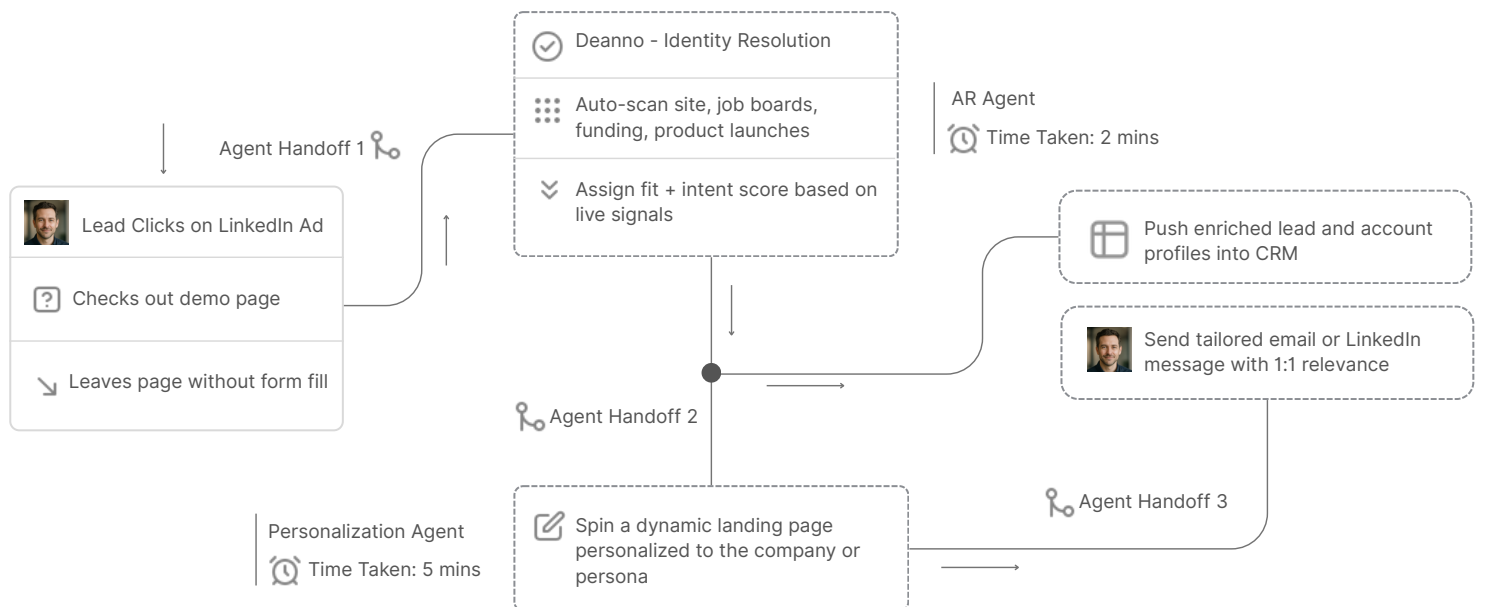 Deanno - Identity Resolution
Auto-scan site, job boards,
funding, product launches
Assign fit + intent score based on
live signals
AR Agent
Time Taken: 2 mins
Agent Handoff 1
Lead Clicks on LinkedIn Ad
Checks out demo page
Leaves page without form fill
Push enriched lead and account
profiles into CRM
Send tailored email or LinkedIn
message with 1:1 relevance
Agent Handoff 2
Agent Handoff 3
Personalization Agent
Time Taken: 5 mins
Spin a dynamic landing page
personalized to the company or
persona